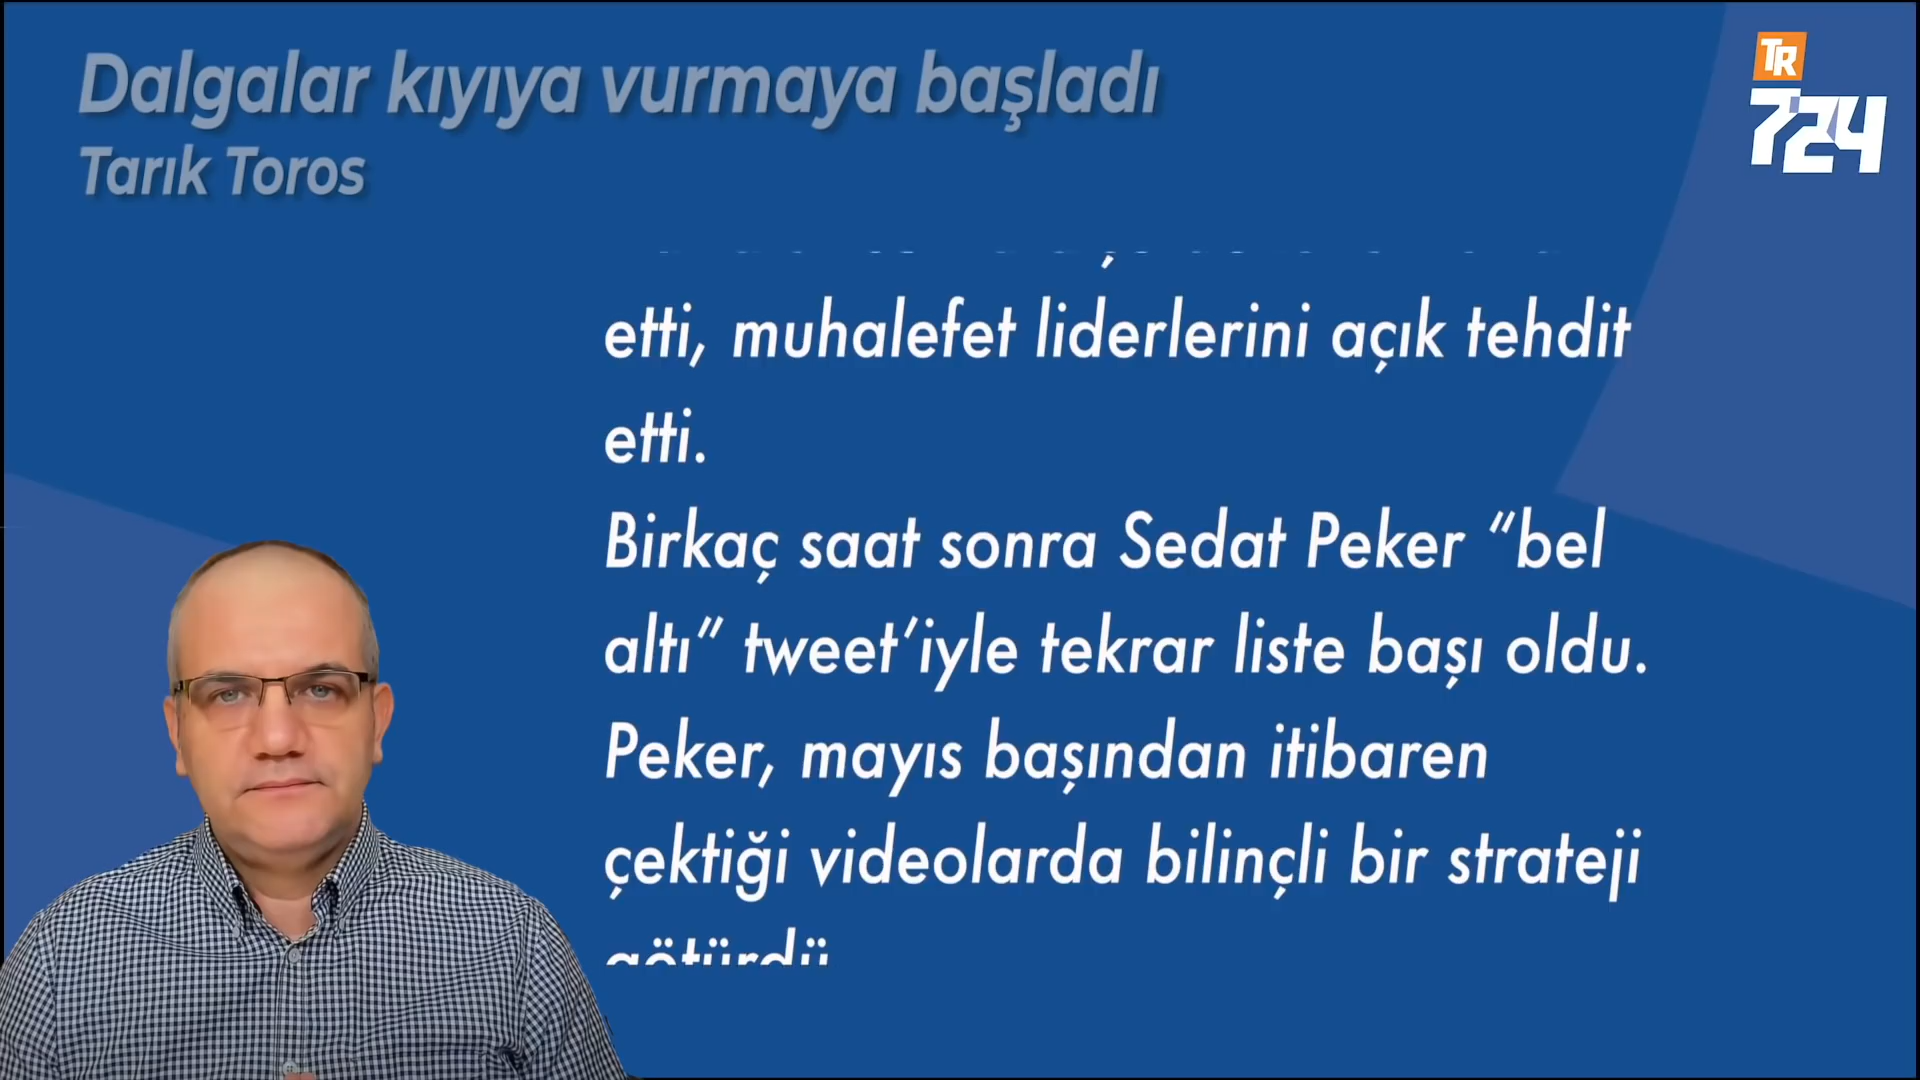 Dalgalar kıyıya vurmaya başladı
Tarık Toros
TR
724
etti, muhalefet liderlerini açık tehdit
etti.
Birkaç saat sonra Sedat Peker “bel
altı” tweet’iyle tekrar liste başı oldu.
Peker, mayıs başından itibaren
çektiği videolarda bilinçli bir strateji
götürdü